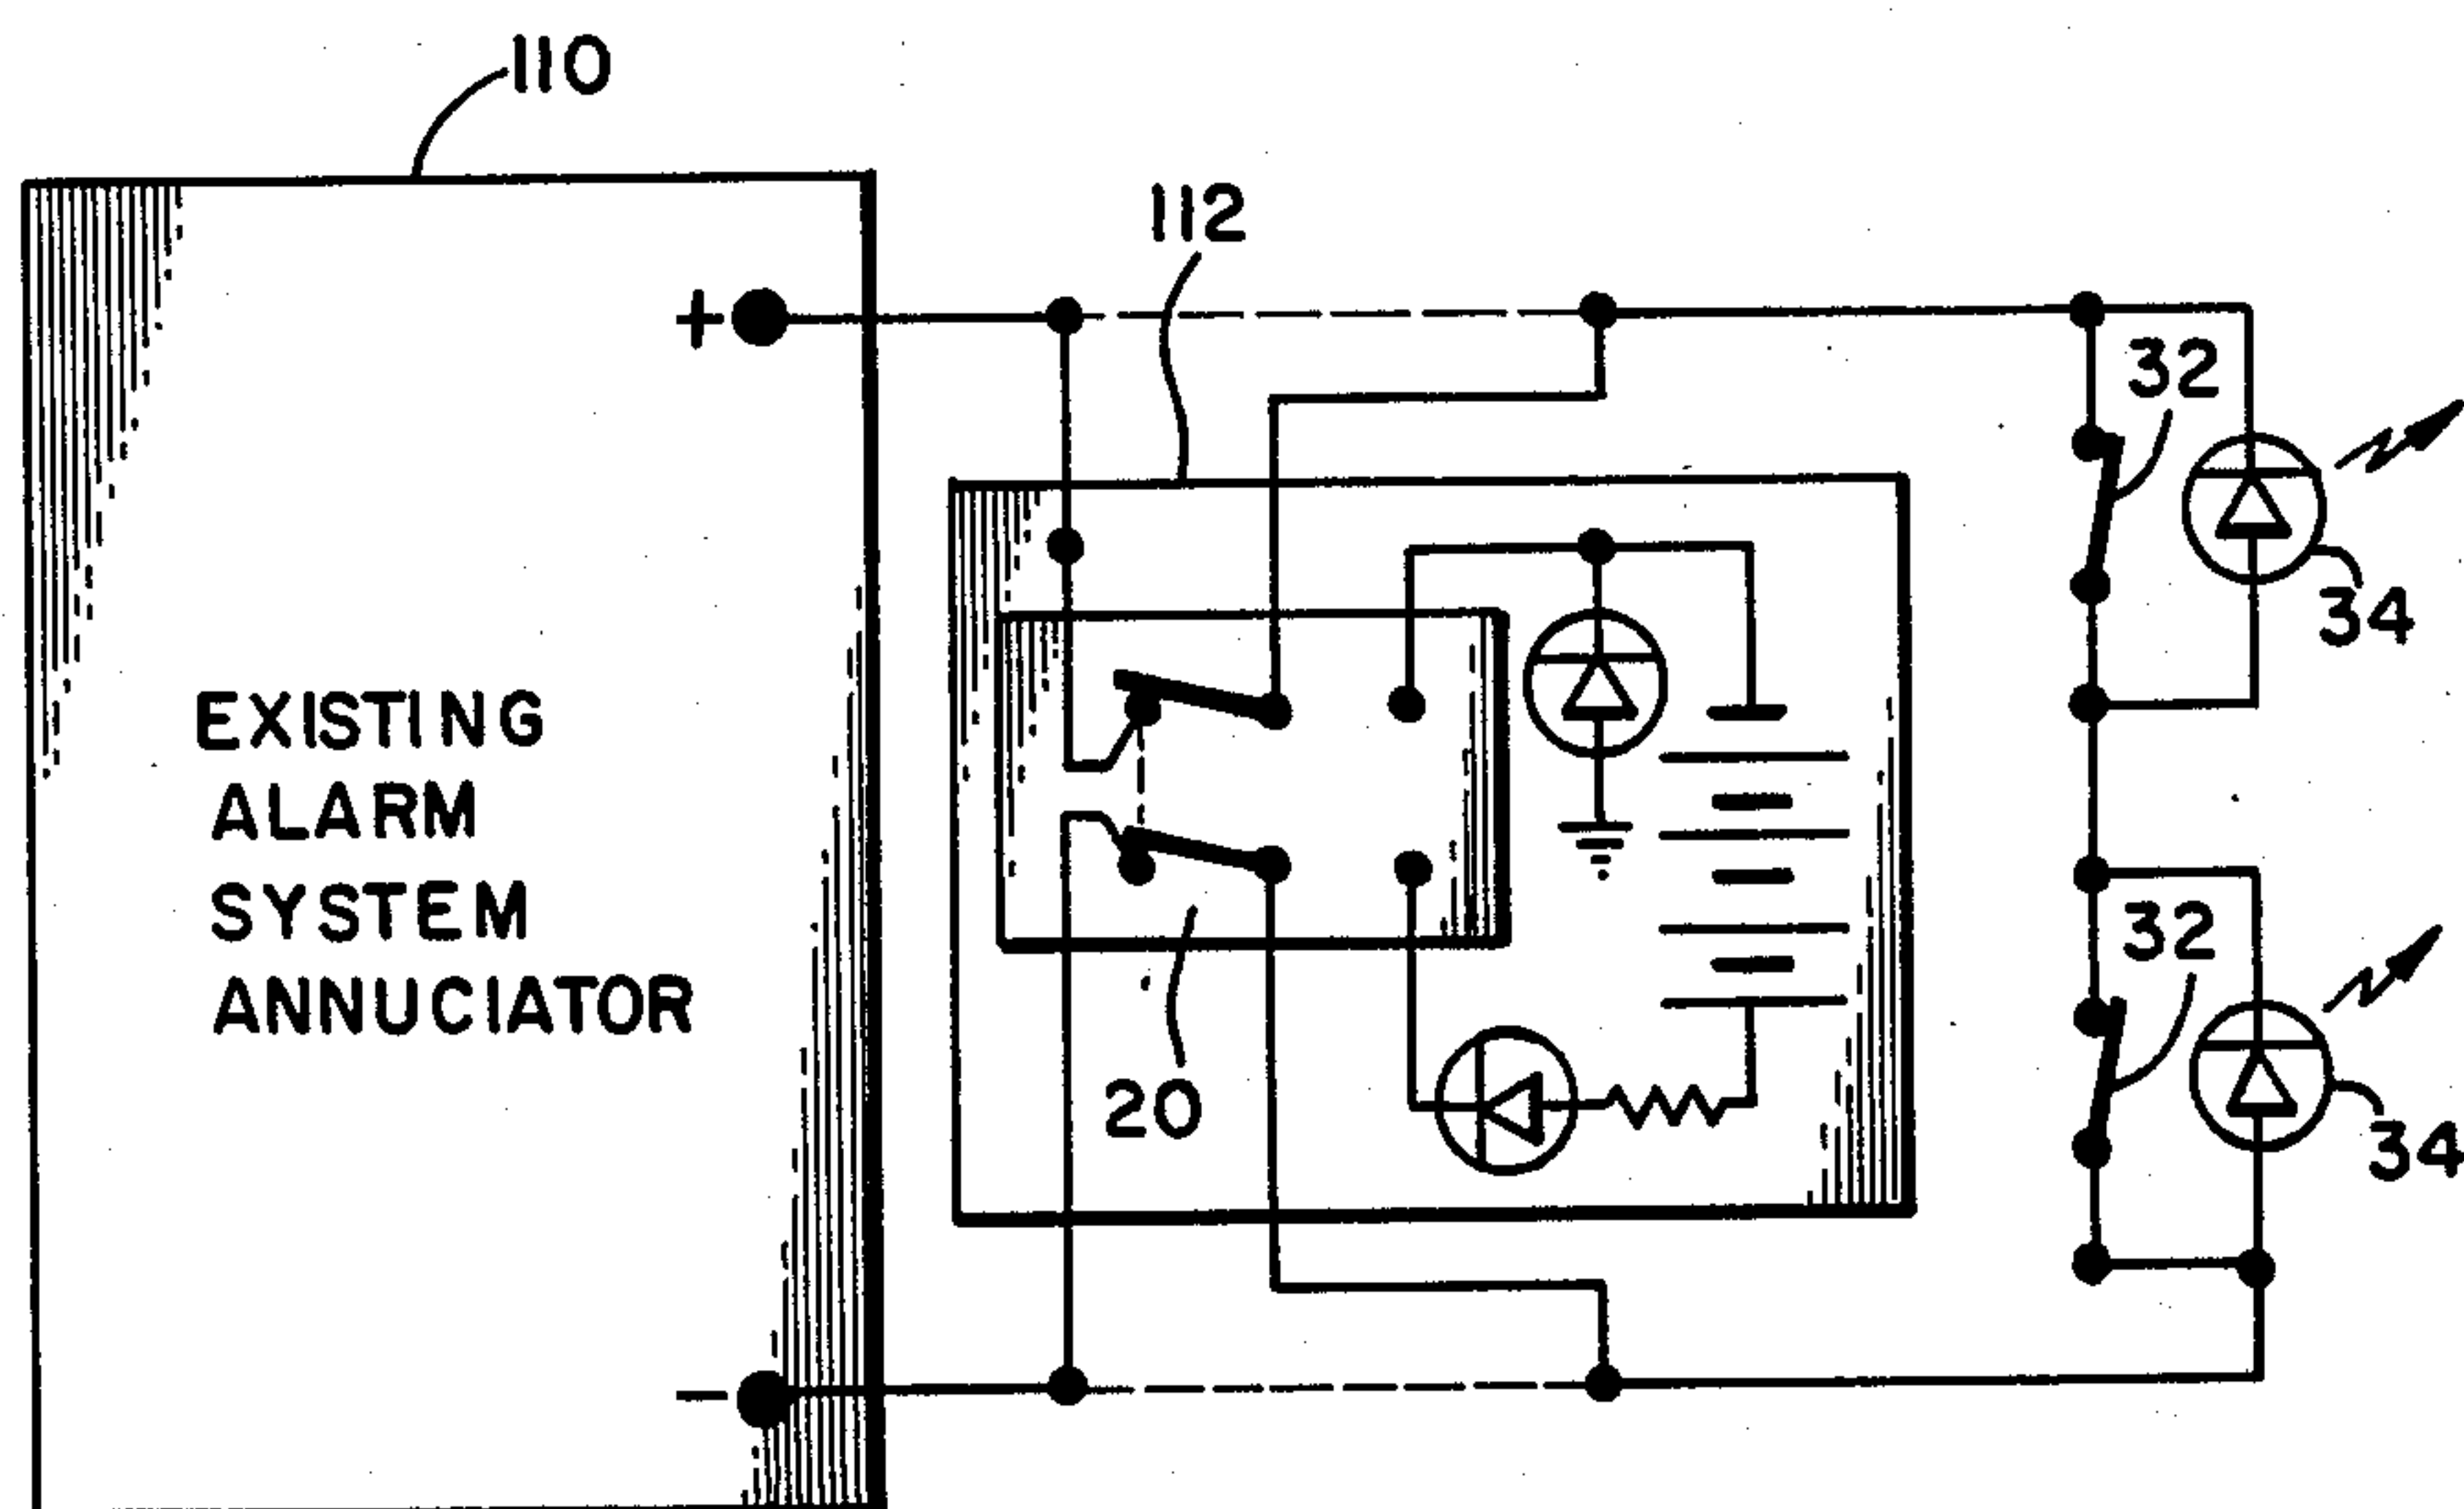 110
112
+
32
34
EXISTING
ALARM
SYSTEM
ANNUCIATOR
32
20
34
−